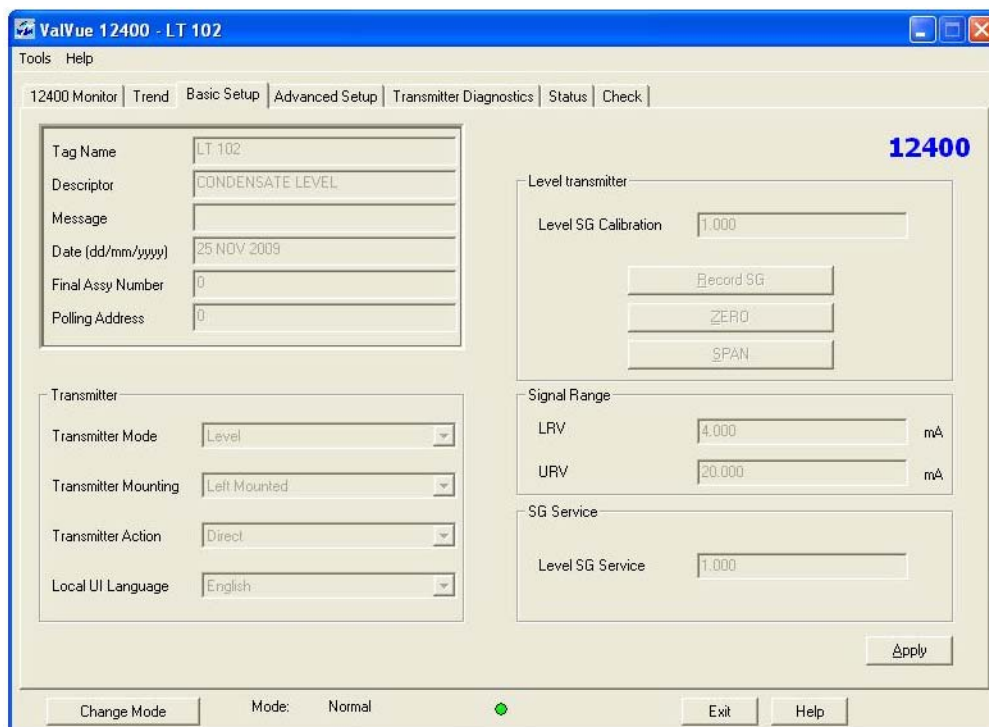 ValVue 12400 - LT 102
Tools Help
12400 Monitor Trend Basic Setup Advanced Setup Transmitter Diagnostics Status Check
12400
Tag Name LT 102
Descriptor CONDENSATE LEVEL
Message
Date (dd/mm/yyyy) 25 NOV 2009
Final Assy Number 0
Polling Address 0
Level transmitter
Level SG Calibration 1.000
Record SG
ZERO
SPAN
Transmitter
Transmitter Mode Level
Transmitter Mounting Left Mounted
Transmitter Action Direct
Local UI Language English
Signal Range
LRV 4.000 mA
URV 20.000 mA
SG Service
Level SG Service 1.000
Apply
Change Mode Mode: Normal Exit Help